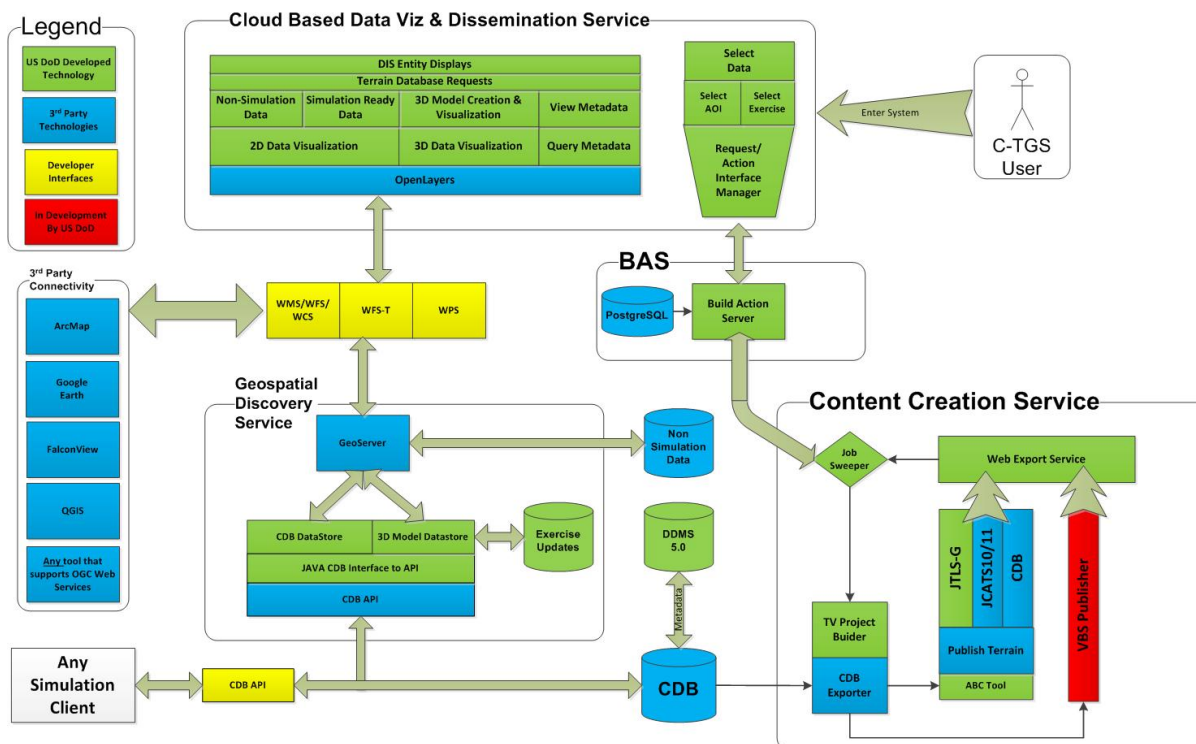 Legend
US DoD Developed
Technology
3rd Party
Technologies
Developer
Interfaces
In Development
By US DoD
Cloud Based Data Viz & Dissemination Service
DIS Entity Displays
Terrain Database Requests
Non-Simulation
Data
Simulation Ready
Data
3D Model Creation &
Visualization
View Metadata
2D Data Visualization
3D Data Visualization
Query Metadata
OpenLayers
Select
Data
Select
AOI
Select
Exercise
Request/
Action
Interface
Manager
Enter System
C-TGS
User
3rd Party
Connectivity
ArcMap
Google
Earth
FalconView
QGIS
Any tool that
supports OGC Web
Services
WMS/WFS/
WCS
WFS-T
WPS
BAS
PostgreSQL
Build Action
Server
Geospatial
Discovery
Service
GeoServer
Non
Simulation
Data
CDB DataStore
3D Model Datastore
JAVA CDB Interface to API
CDB API
Exercise
Updates
DDMS
5.0
Metadata
CDB
Any
Simulation
Client
CDB API
Content Creation Service
Job
Sweeper
Web Export Service
JTLS-G
JCATS10/11
CDB
VBS Publisher
TV Project
Buider
CDB
Exporter
Publish Terrain
ABC Tool